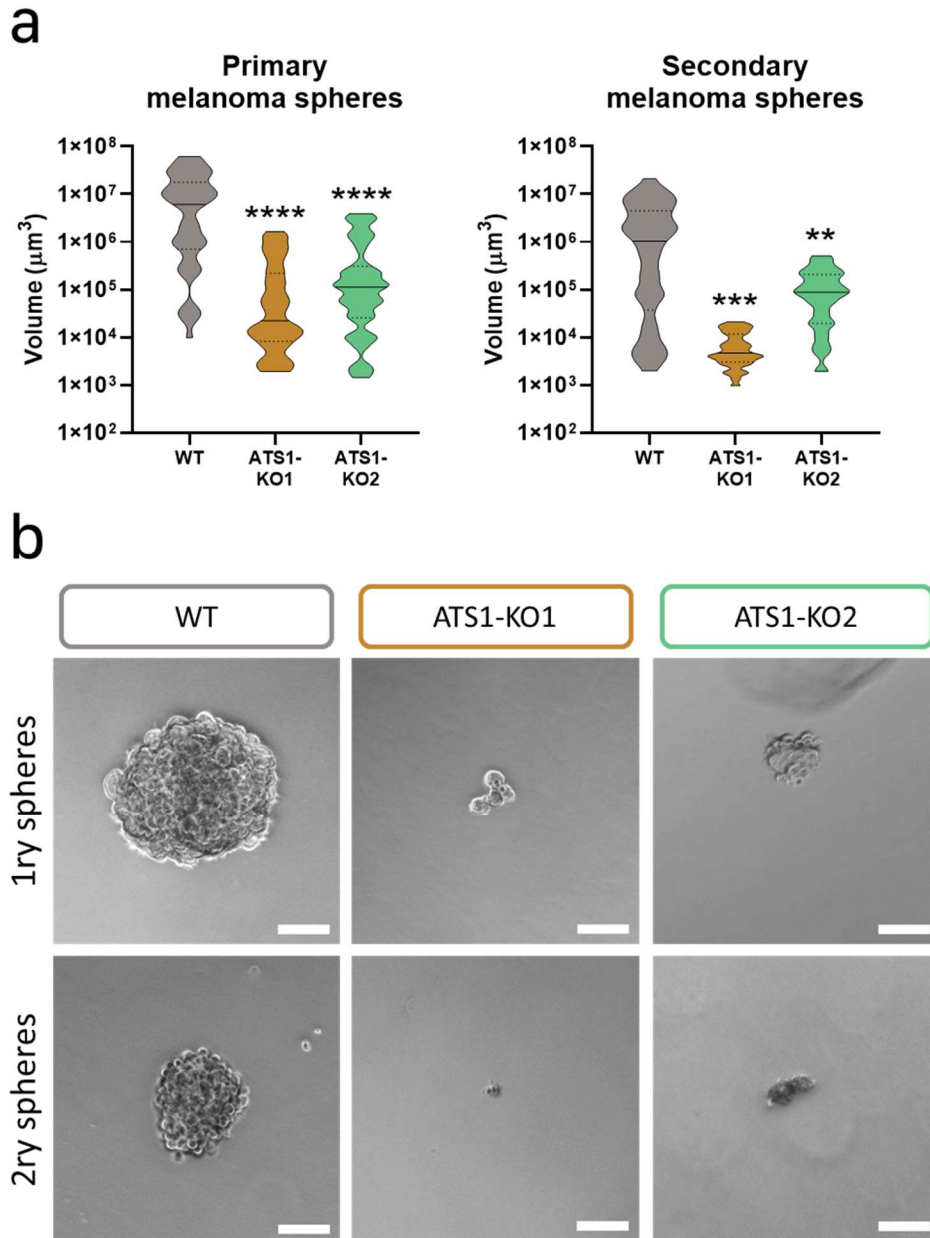 a
Primary
melanoma spheres
Volume (μm³)
1×10⁸
1×10⁷
1×10⁶
1×10⁵
1×10⁴
1×10³
1×10²
****
****
WT
ATS1-
KO1
ATS1-
KO2
Secondary
melanoma spheres
Volume (μm³)
1×10⁸
1×10⁷
1×10⁶
1×10⁵
1×10⁴
1×10³
1×10²
***
**
WT
ATS1-
KO1
ATS1-
KO2
b
WT
ATS1-KO1
ATS1-KO2
1ry spheres
2ry spheres